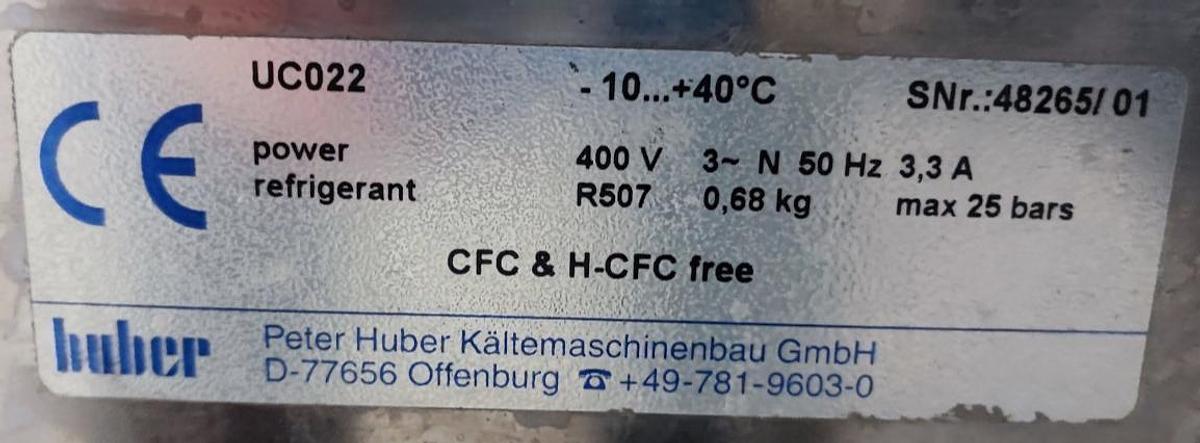 CE UC022 - 10...+40°C SNr.:48265/ 01
power 400 V 3~ N 50 Hz 3,3 A
refrigerant R507 0,68 kg max 25 bars
CFC & H-CFC free
huber Peter Huber Kältemaschinenbau GmbH
D-77656 Offenburg ☎ +49-781-9603-0